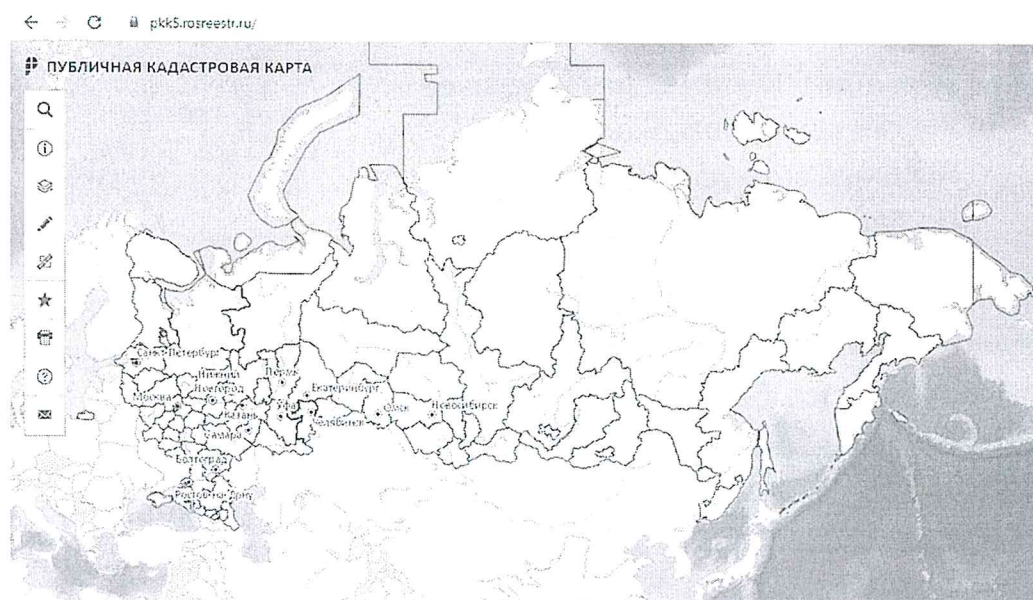 pkk5.rosreestr.ru/
ПУБЛИЧНАЯ КАДАСТРОВАЯ КАРТА
Санкт-Петербург
Нижний
Новгород
Пермь
Екатеринбург
Москва
Казань
Уфа
Челябинск
Омск
Новосибирск
Самара
Волгоград
Ростов-на-Дону